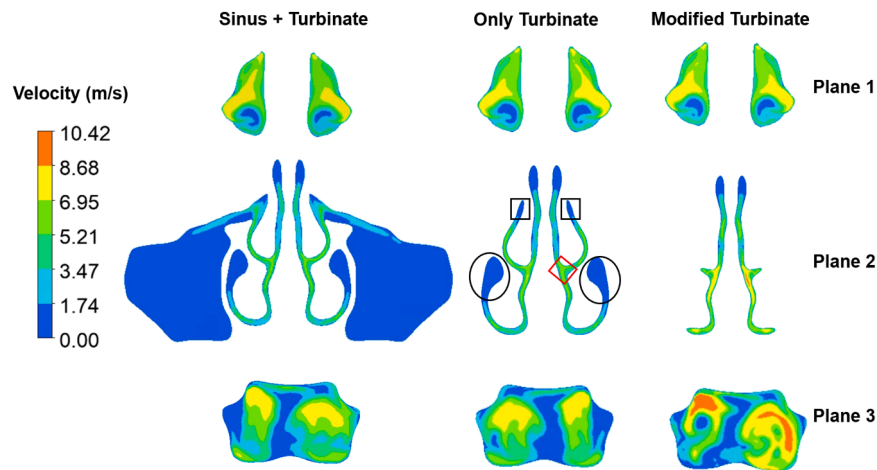 Sinus + Turbinate
Only Turbinate
Modified Turbinate
Plane 1
Velocity (m/s)
10.42
8.68
6.95
5.21
3.47
1.74
0.00
Plane 2
Plane 3